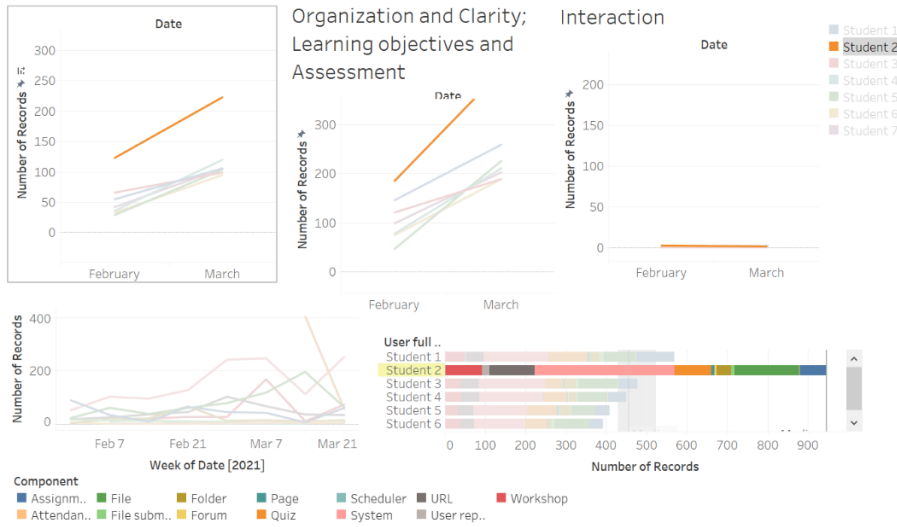 Date
Number of Records
300
250
200
150
100
50
0
February
March
Organization and Clarity;
Learning objectives and
Assessment
Date
Number of Records
300
200
100
0
February
March
Interaction
Date
Number of Records
200
150
100
50
0
February
March
Student 1
Student 2
Student 3
Student 4
Student 5
Student 6
Student 7
Number of Records
400
200
0
Feb 7
Feb 21
Mar 7
Mar 21
Week of Date [2021]
User full ..
Student 1
Student 2
Student 3
Student 4
Student 5
Student 6
0 100 200 300 400 500 600 700 800 900
Number of Records
Component
Assignm.. File Folder Page Scheduler URL Workshop
Attendan.. File subm.. Forum Quiz System User rep..